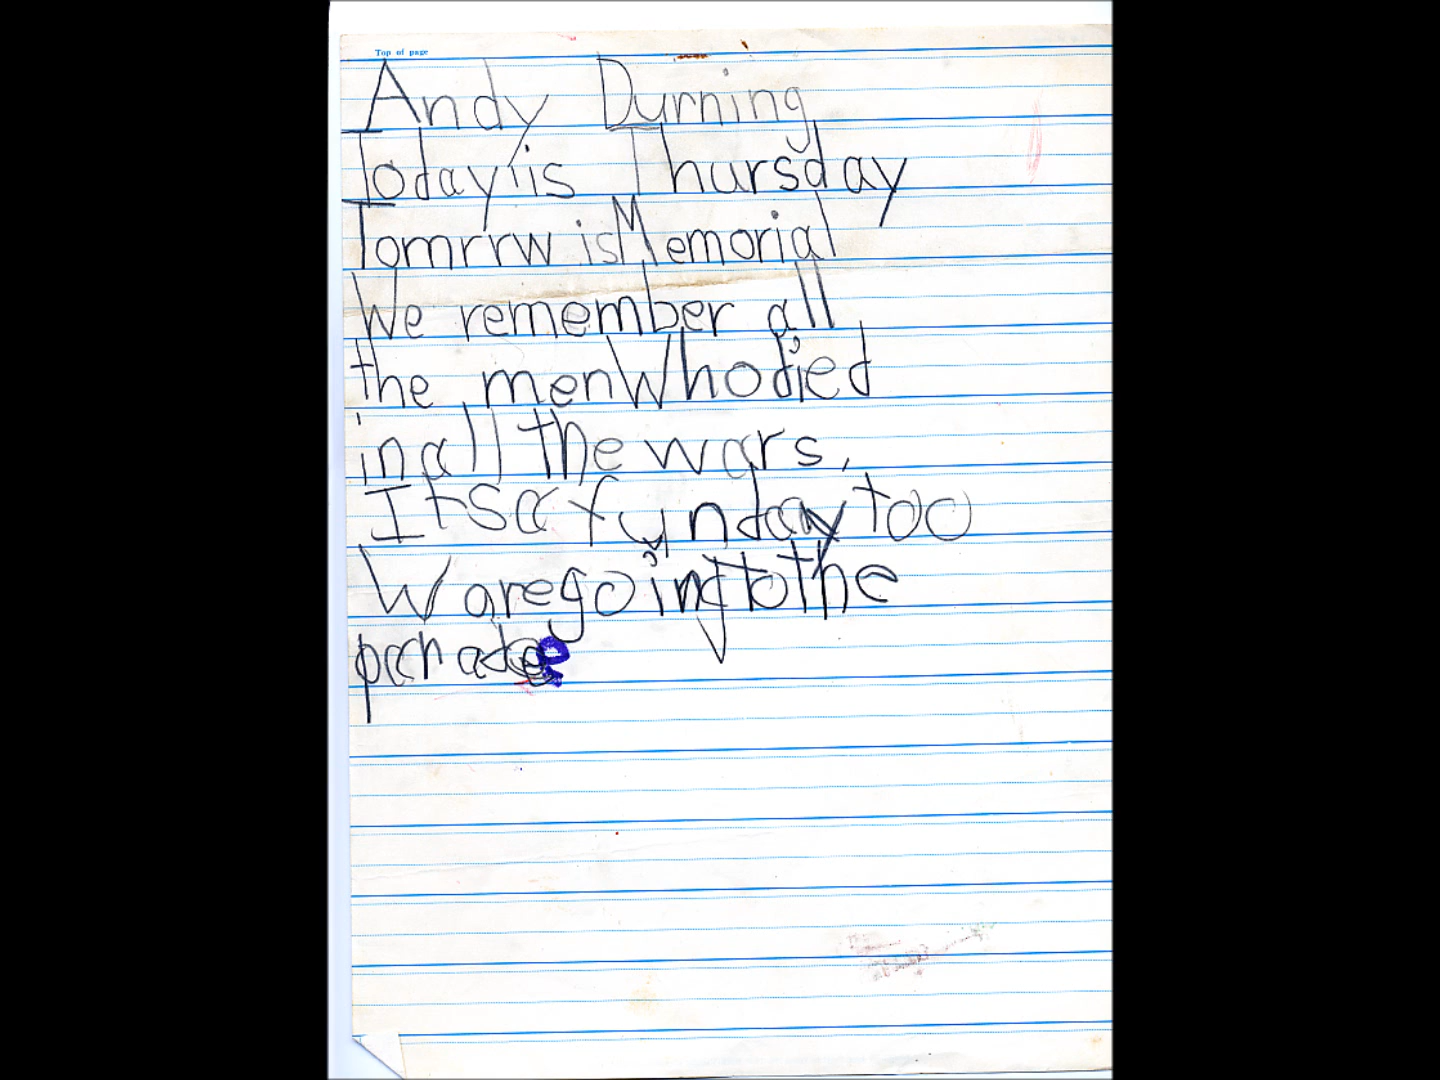 Top of page
Andy Durning
Today is Thursday
Tomrrw is Memorial
We remember all
the men Who died
in all the wars.
Itsa fun day too
W are going to the
parade